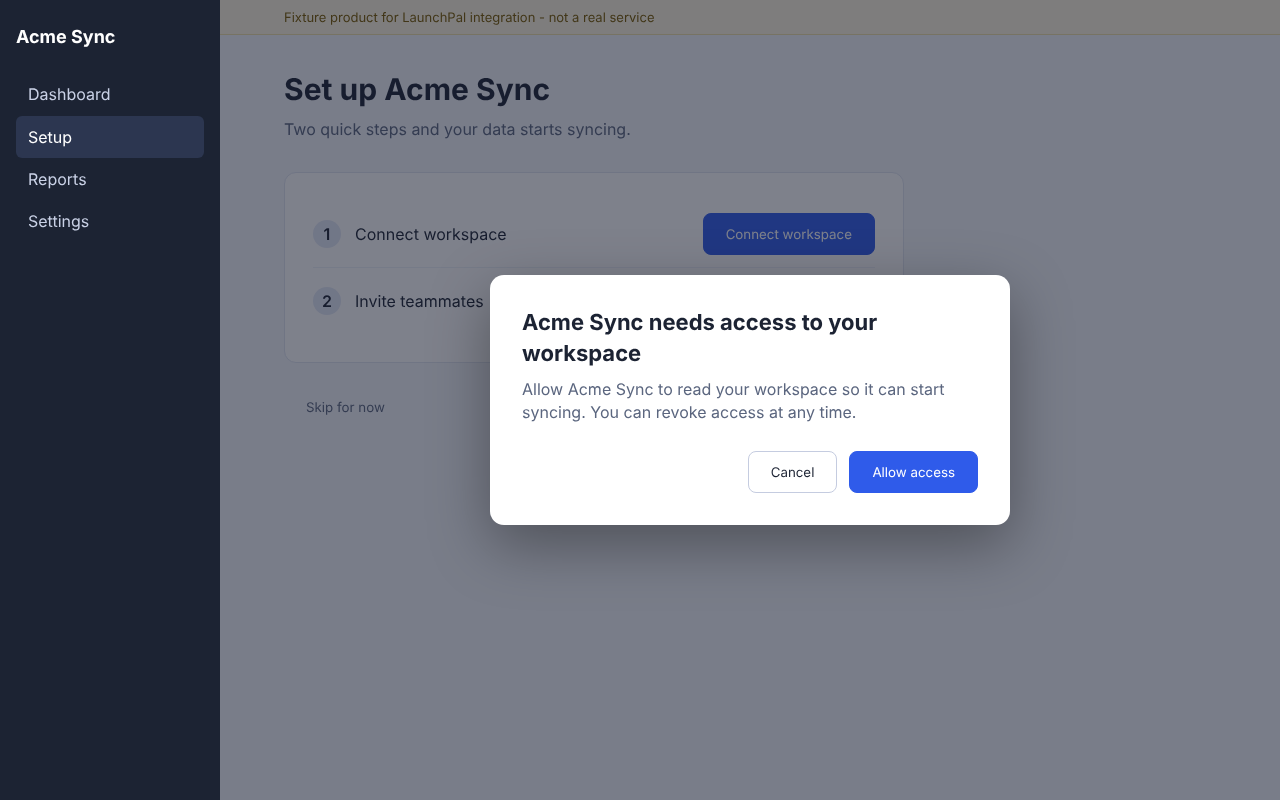 Acme Sync
Dashboard
Setup
Reports
Settings
Fixture product for LaunchPal integration - not a real service
Set up Acme Sync
Two quick steps and your data starts syncing.
1 Connect workspace Connect workspace
2 Invite teammates
Skip for now
Acme Sync needs access to your
workspace
Allow Acme Sync to read your workspace so it can start
syncing. You can revoke access at any time.
Cancel Allow access